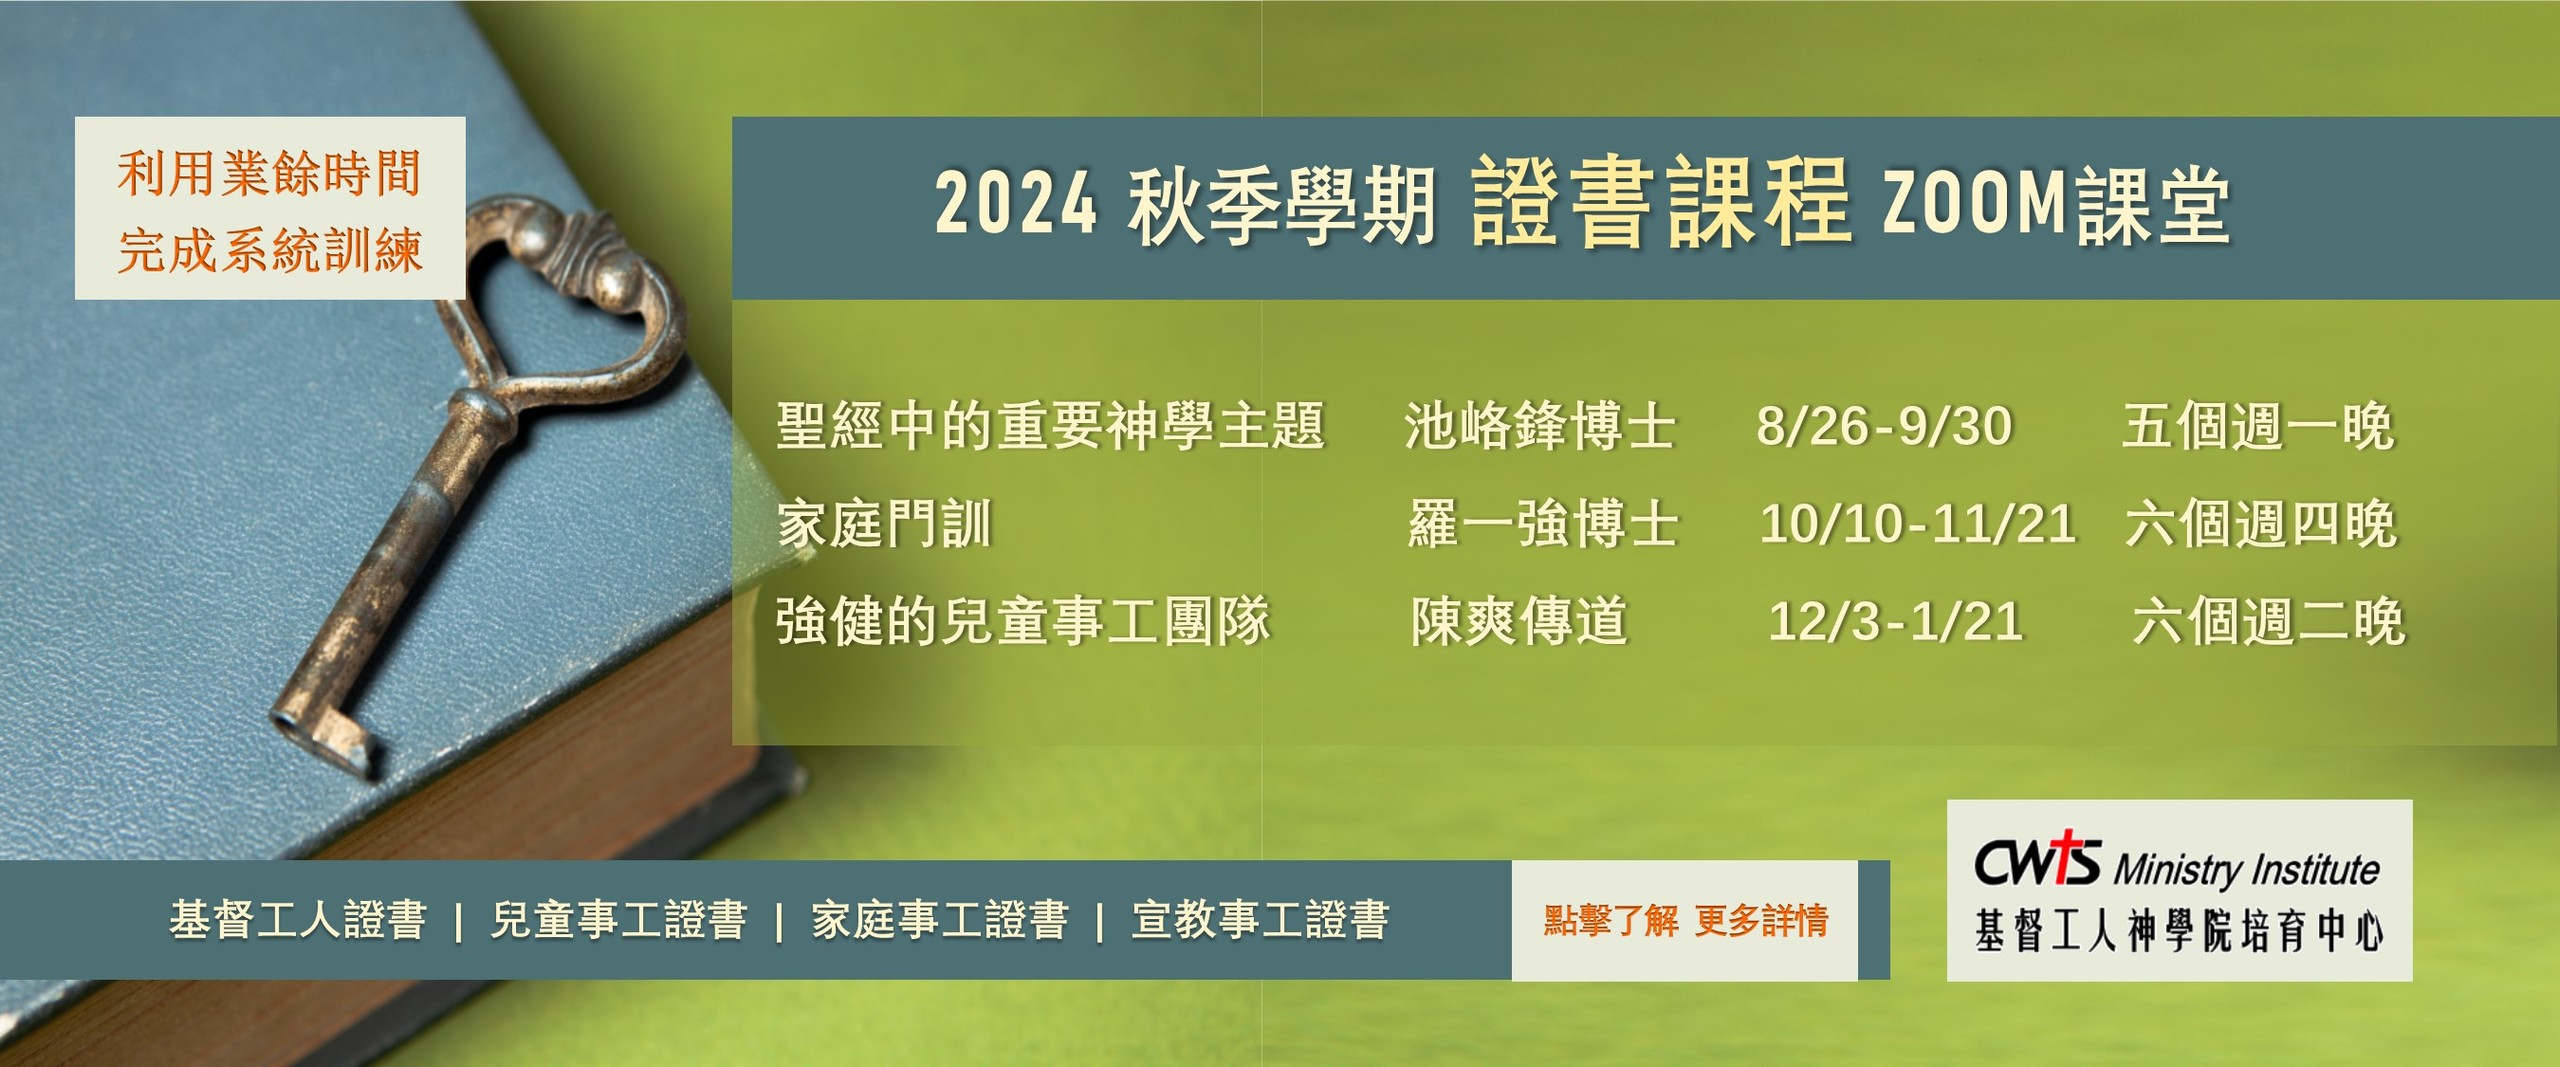 利用業餘時間
完成系統訓練
2024 秋季學期 證書課程 ZOOM課堂
聖經中的重要神學主題 池峈鋒博士 8/26-9/30 五個週一晚
家庭門訓 羅一強博士 10/10-11/21 六個週四晚
強健的兒童事工團隊 陳爽傳道 12/3-1/21 六個週二晚
基督工人證書 | 兒童事工證書 | 家庭事工證書 | 宣教事工證書
點擊了解 更多詳情
CWTS Ministry Institute
基督工人神學院培育中心